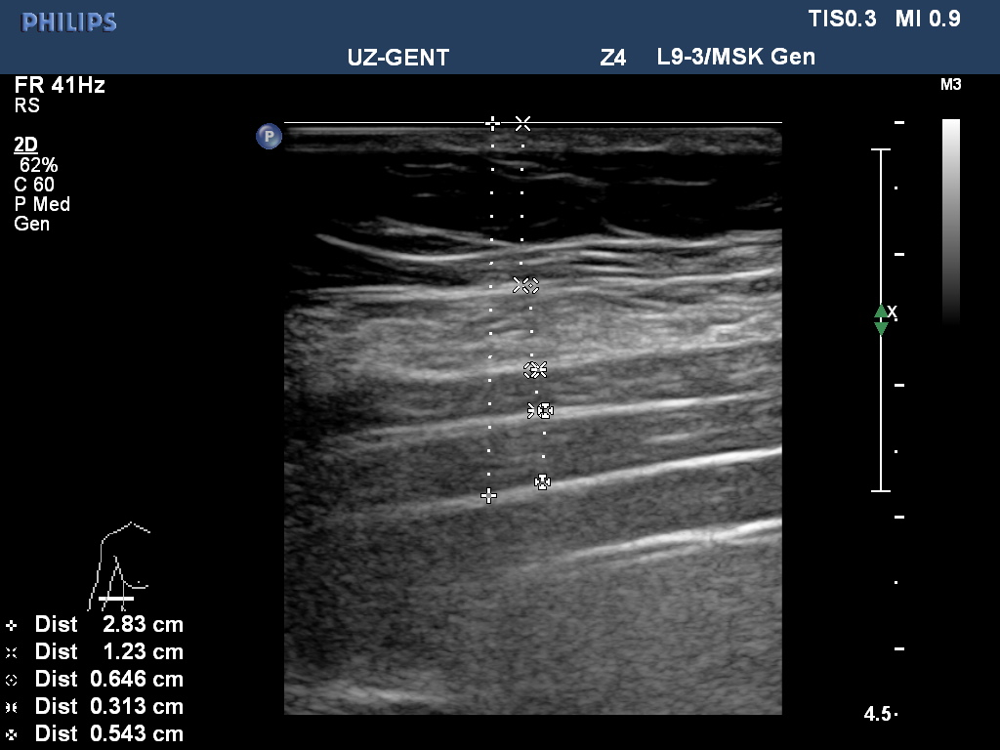 PHILIPS
TIS0.3 MI 0.9
UZ-GENT Z4 L9-3/MSK Gen
FR 41Hz
RS
M3
P
2D
62%
C 60
P Med
Gen
X
Dist 2.83 cm
Dist 1.23 cm
Dist 0.646 cm
Dist 0.313 cm
Dist 0.543 cm
4.5